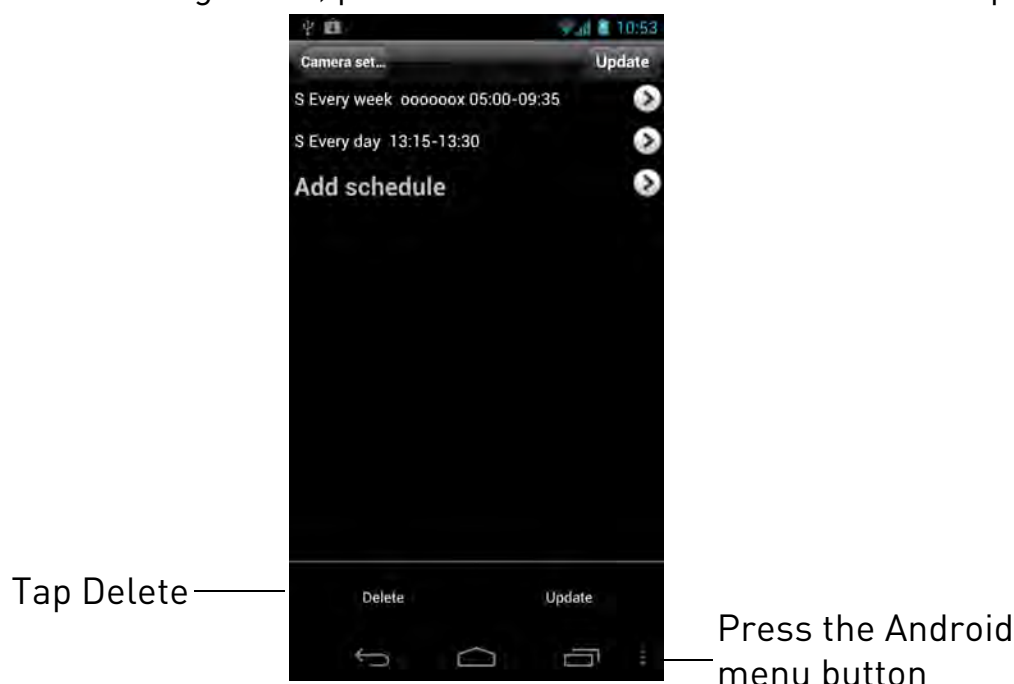 10:53
Camera set... Update
S Every week oooooox 05:00-09:35
S Every day 13:15-13:30
Add schedule
Tap Delete
Delete Update
Press the Android
menu button